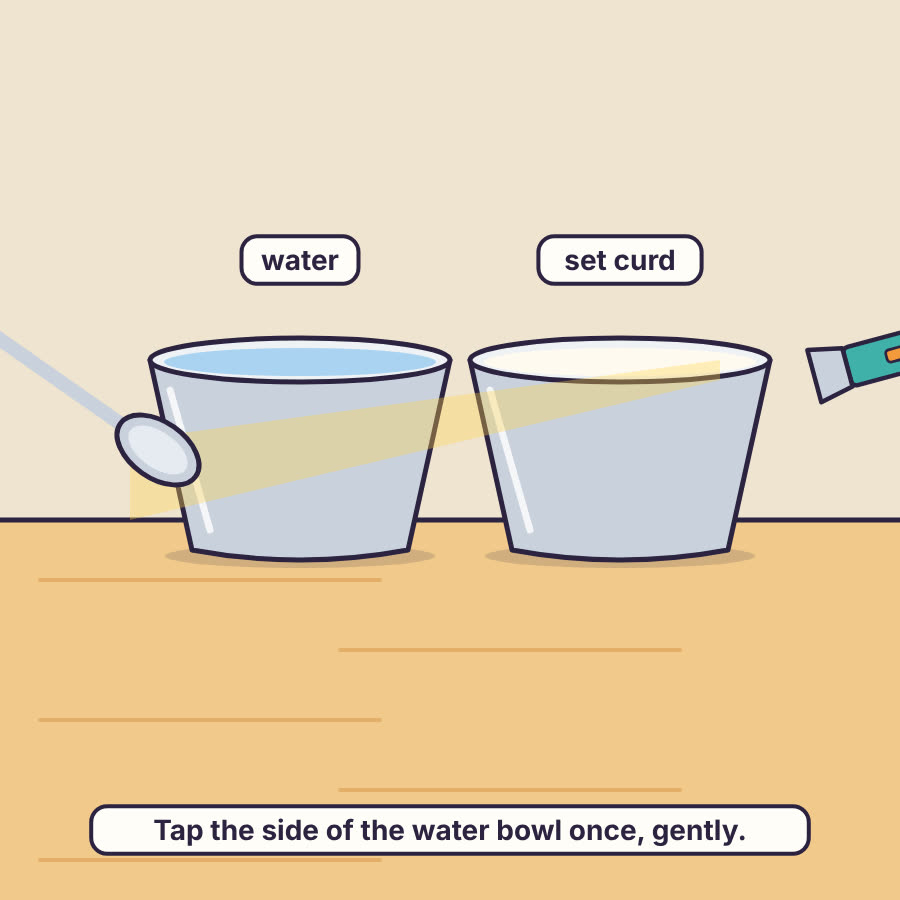 water
set curd
Tap the side of the water bowl once, gently.